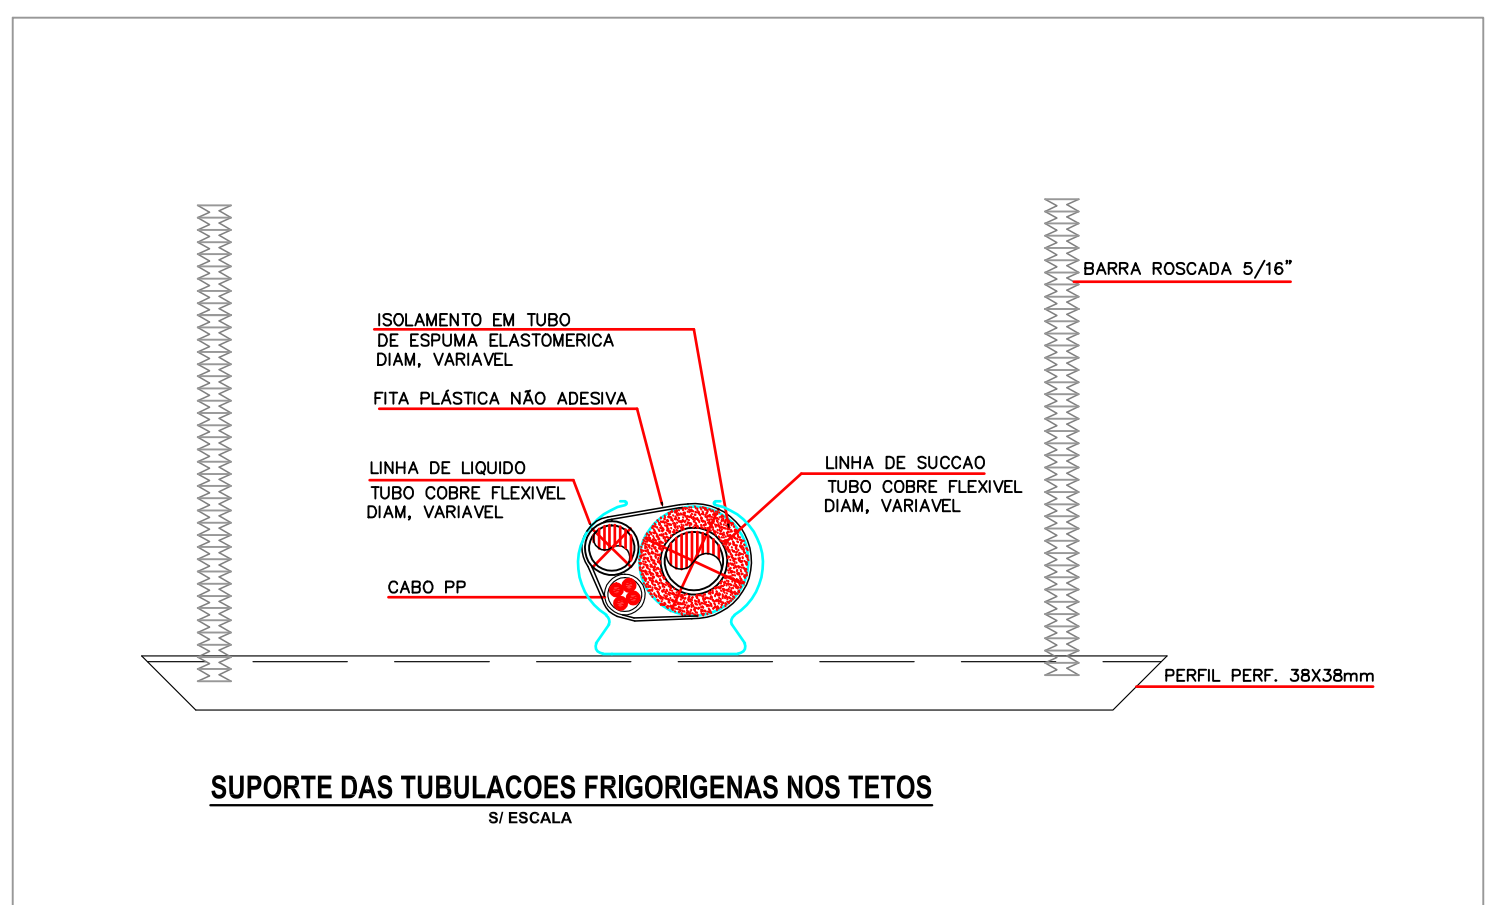 BARRA ROSCADA 5/16"
ISOLAMENTO EM TUBO
DE ESPUMA ELASTOMERICA
DIAM, VARIAVEL
FITA PLÁSTICA NÃO ADESIVA
LINHA DE LIQUIDO
TUBO COBRE FLEXIVEL
DIAM, VARIAVEL
LINHA DE SUCCAO
TUBO COBRE FLEXIVEL
DIAM, VARIAVEL
CABO PP
PERFIL PERF. 38X38mm
SUPORTE DAS TUBULACOES FRIGORIGENAS NOS TETOS
S/ ESCALA